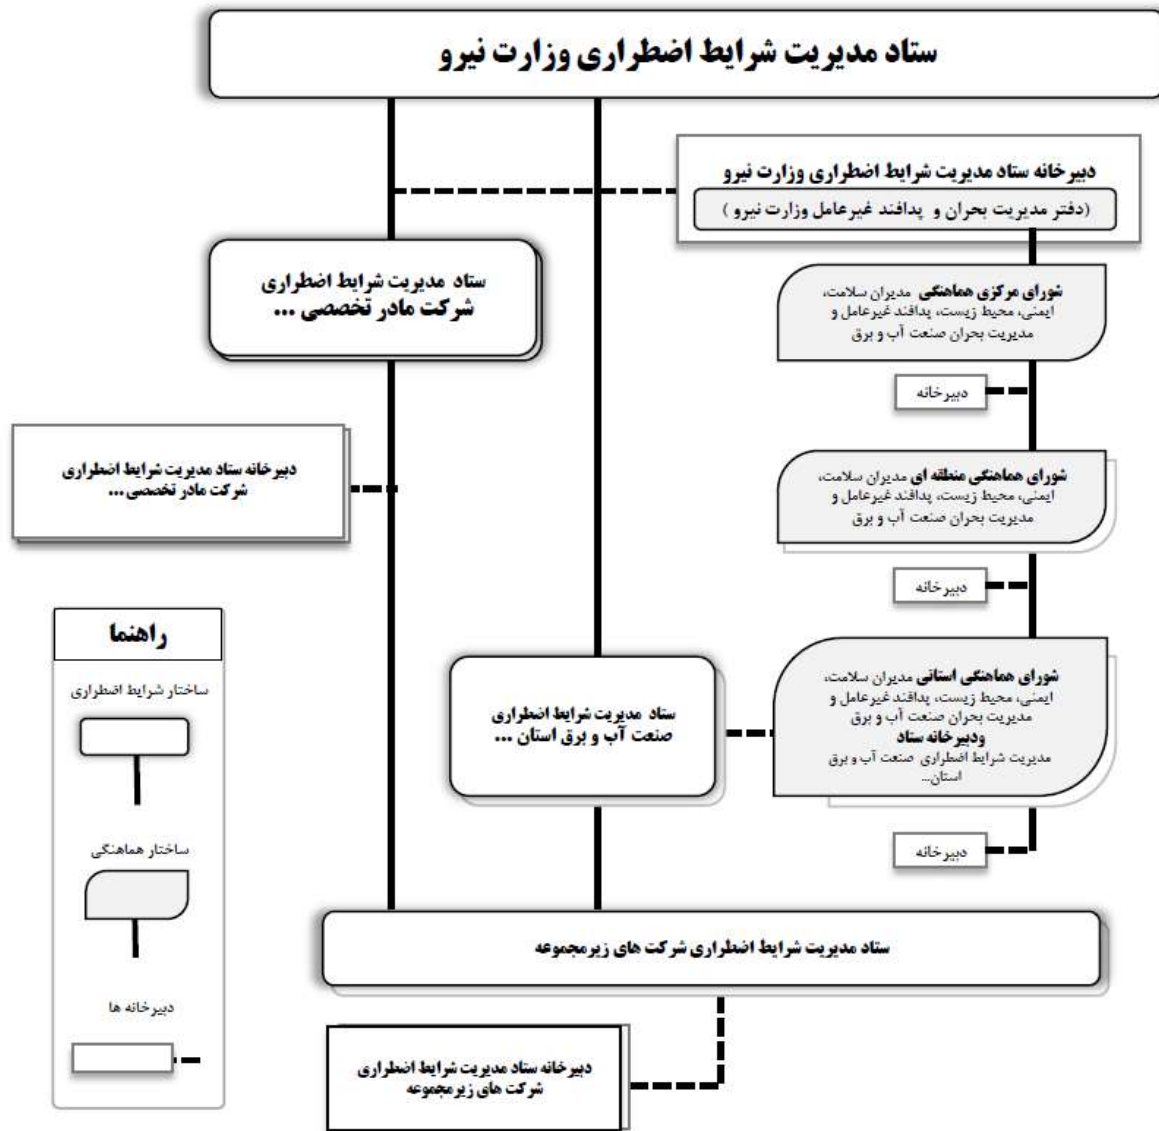 ستاد مدیریت شرایط اضطراری وزارت نیرو
دبیرخانه ستاد مدیریت شرایط اضطراری وزارت نیرو
(دفتر مدیریت بحران و پدافند غیرعامل وزارت نیرو )
ستاد مدیریت شرایط اضطراری
شرکت مادر تخصصی ...
شورای مرکزی هماهنگی مدیران سلامت،
ایمنی، محیط زیست، پدافند غیرعامل و
مدیریت بحران صنعت آب و برق
دبیرخانه
دبیرخانه ستاد مدیریت شرایط اضطراری
شرکت مادر تخصصی...
شورای هماهنگی منطقه ای مدیران سلامت،
ایمنی، محیط زیست، پدافند غیرعامل و
مدیریت بحران صنعت آب و برق
دبیرخانه
ستاد مدیریت شرایط اضطراری
صنعت آب و برق استان ...
شورای هماهنگی استانی مدیران سلامت،
ایمنی، محیط زیست، پدافند غیرعامل و
مدیریت بحران صنعت آب و برق
ودبیرخانه ستاد
مدیریت شرایط اضطراری صنعت آب و برق
استان...
دبیرخانه
ستاد مدیریت شرایط اضطراری شرکت های زیرمجموعه
دبیرخانه ستاد مدیریت شرایط اضطراری
شرکت های زیرمجموعه
راهنما
ساختار شرایط اضطراری
ساختار هماهنگی
دبیرخانه ها